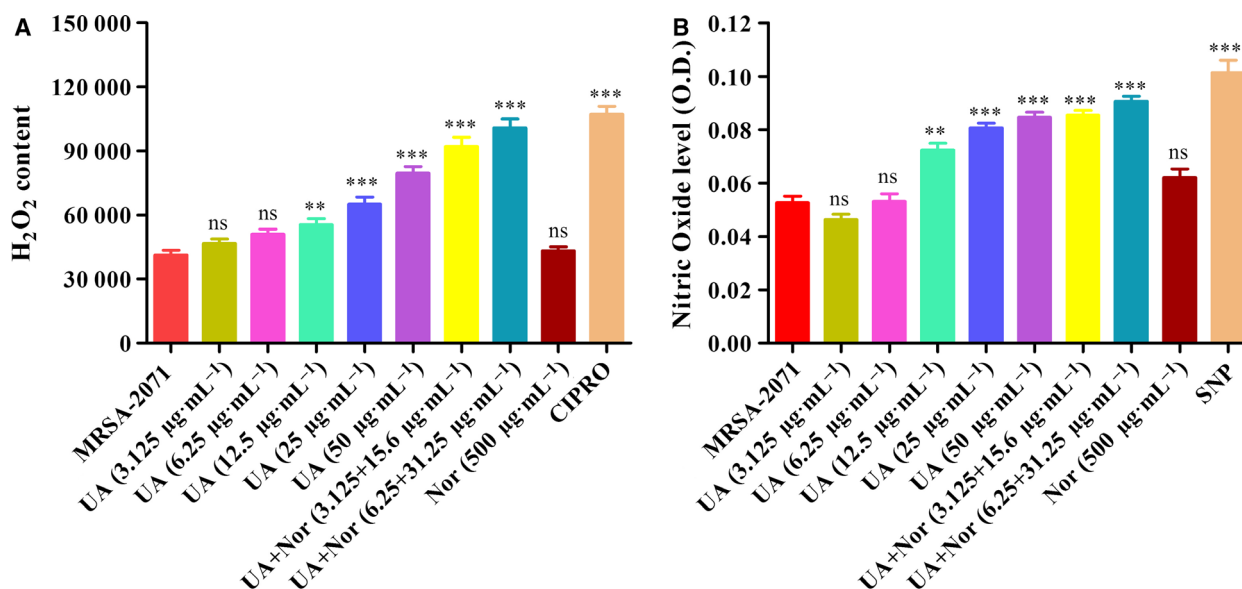 A
H₂O₂ content
150 000
120 000
90 000
60 000
30 000
0
ns
ns
**
***
***
***
***
ns
***
MRSA-2071
UA (3.125 µg·mL⁻¹)
UA (6.25 µg·mL⁻¹)
UA (12.5 µg·mL⁻¹)
UA (25 µg·mL⁻¹)
UA (50 µg·mL⁻¹)
UA+Nor (3.125+15.6 µg·mL⁻¹)
UA+Nor (6.25+31.25 µg·mL⁻¹)
Nor (500 µg·mL⁻¹)
CIPRO
B
Nitric Oxide level (O.D.)
0.12
0.10
0.08
0.06
0.04
0.02
0.00
ns
ns
**
***
***
***
***
ns
***
MRSA-2071
UA (3.125 µg·mL⁻¹)
UA (6.25 µg·mL⁻¹)
UA (12.5 µg·mL⁻¹)
UA (25 µg·mL⁻¹)
UA (50 µg·mL⁻¹)
UA+Nor (3.125+15.6 µg·mL⁻¹)
UA+Nor (6.25+31.25 µg·mL⁻¹)
Nor (500 µg·mL⁻¹)
SNP